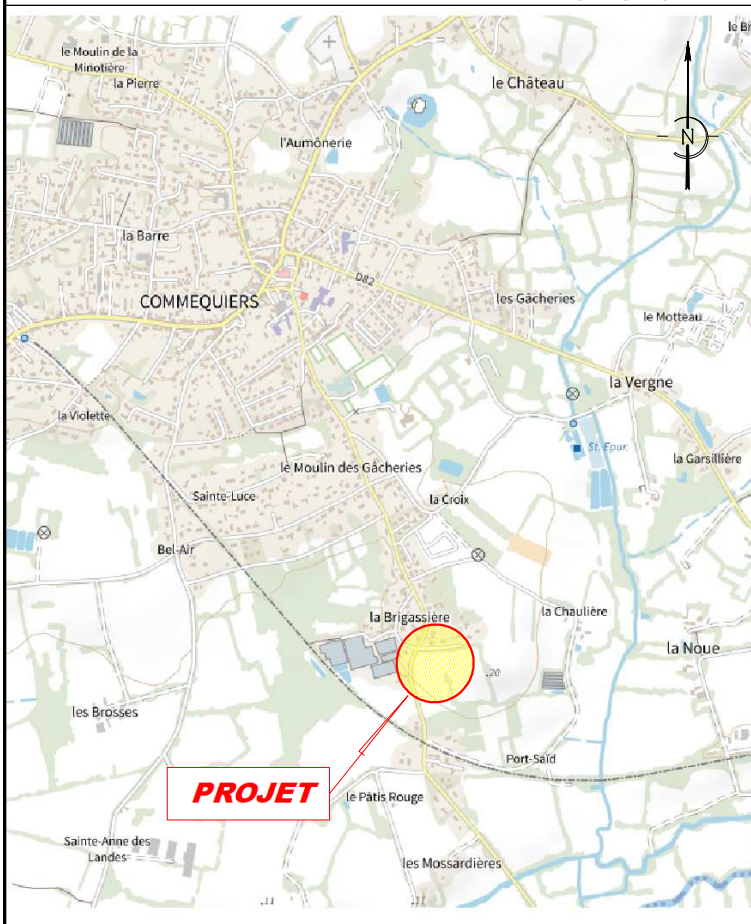 le Moulin de la
Minotière
la Pierre
le Château
N
l'Aumônerie
la Barre
D82
COMMEQUIERS
les Gâcheries
le Motteau
la Vergne
la Violette
St. Epur.
la Garsillière
le Moulin des Gâcheries
Sainte-Luce
la Croix
Bel-Air
la Brigassière
la Chaulière
la Noue
20
les Brosses
Port-Saïd
PROJET
le Pâtis Rouge
Sainte-Anne des
Landes
les Mossardières
11
11